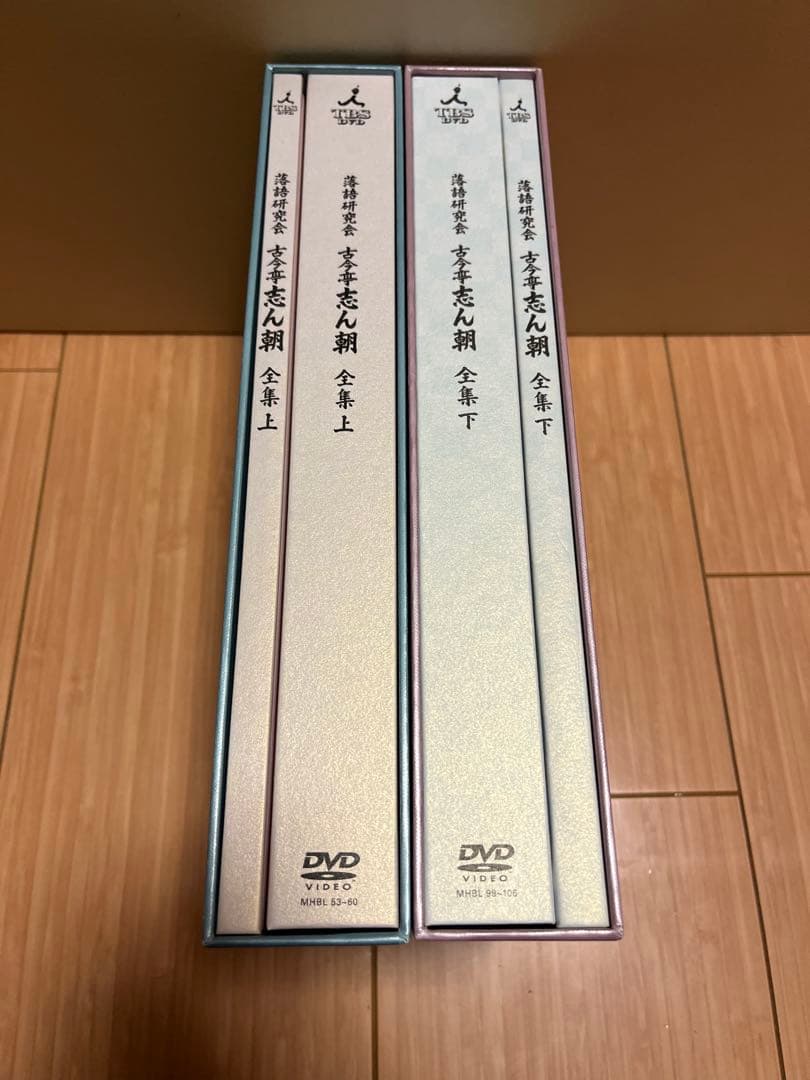 TBS DVD
落語研究会 古今亭志ん朝 全集 上
TBS
DVD
落語研究会 古今亭志ん朝 全集 上
DVD
VIDEO
MHBL 53~60
TBS
DVD
落語研究会 古今亭志ん朝 全集 下
DVD
VIDEO
MHBL 99~106
TBS DVD
落語研究会 古今亭志ん朝 全集 下